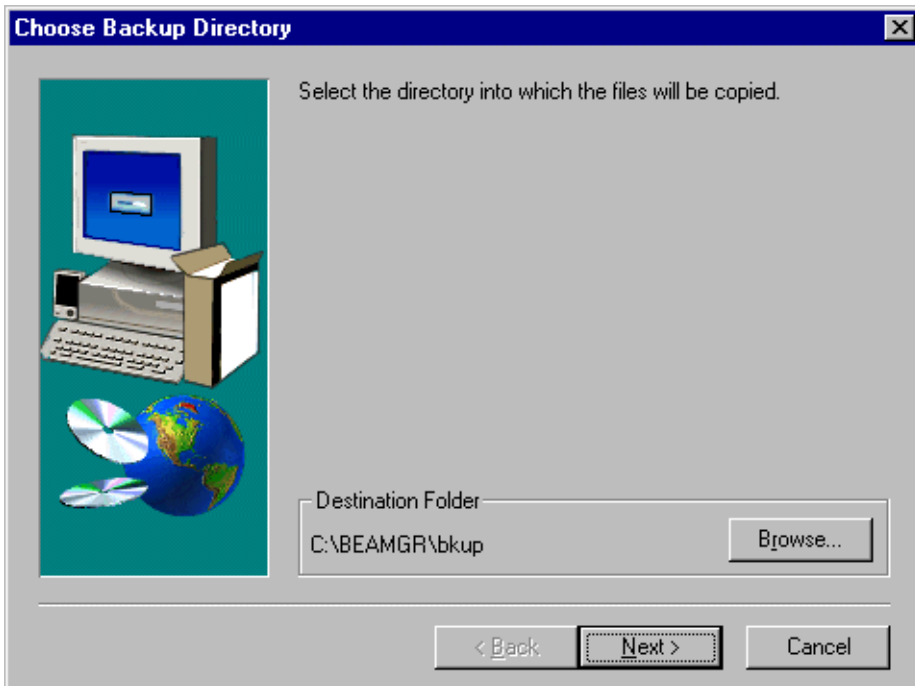 Choose Backup Directory
Select the directory into which the files will be copied.
Destination Folder
C:\BEAMGR\bkup
Browse...
< Back
Next >
Cancel